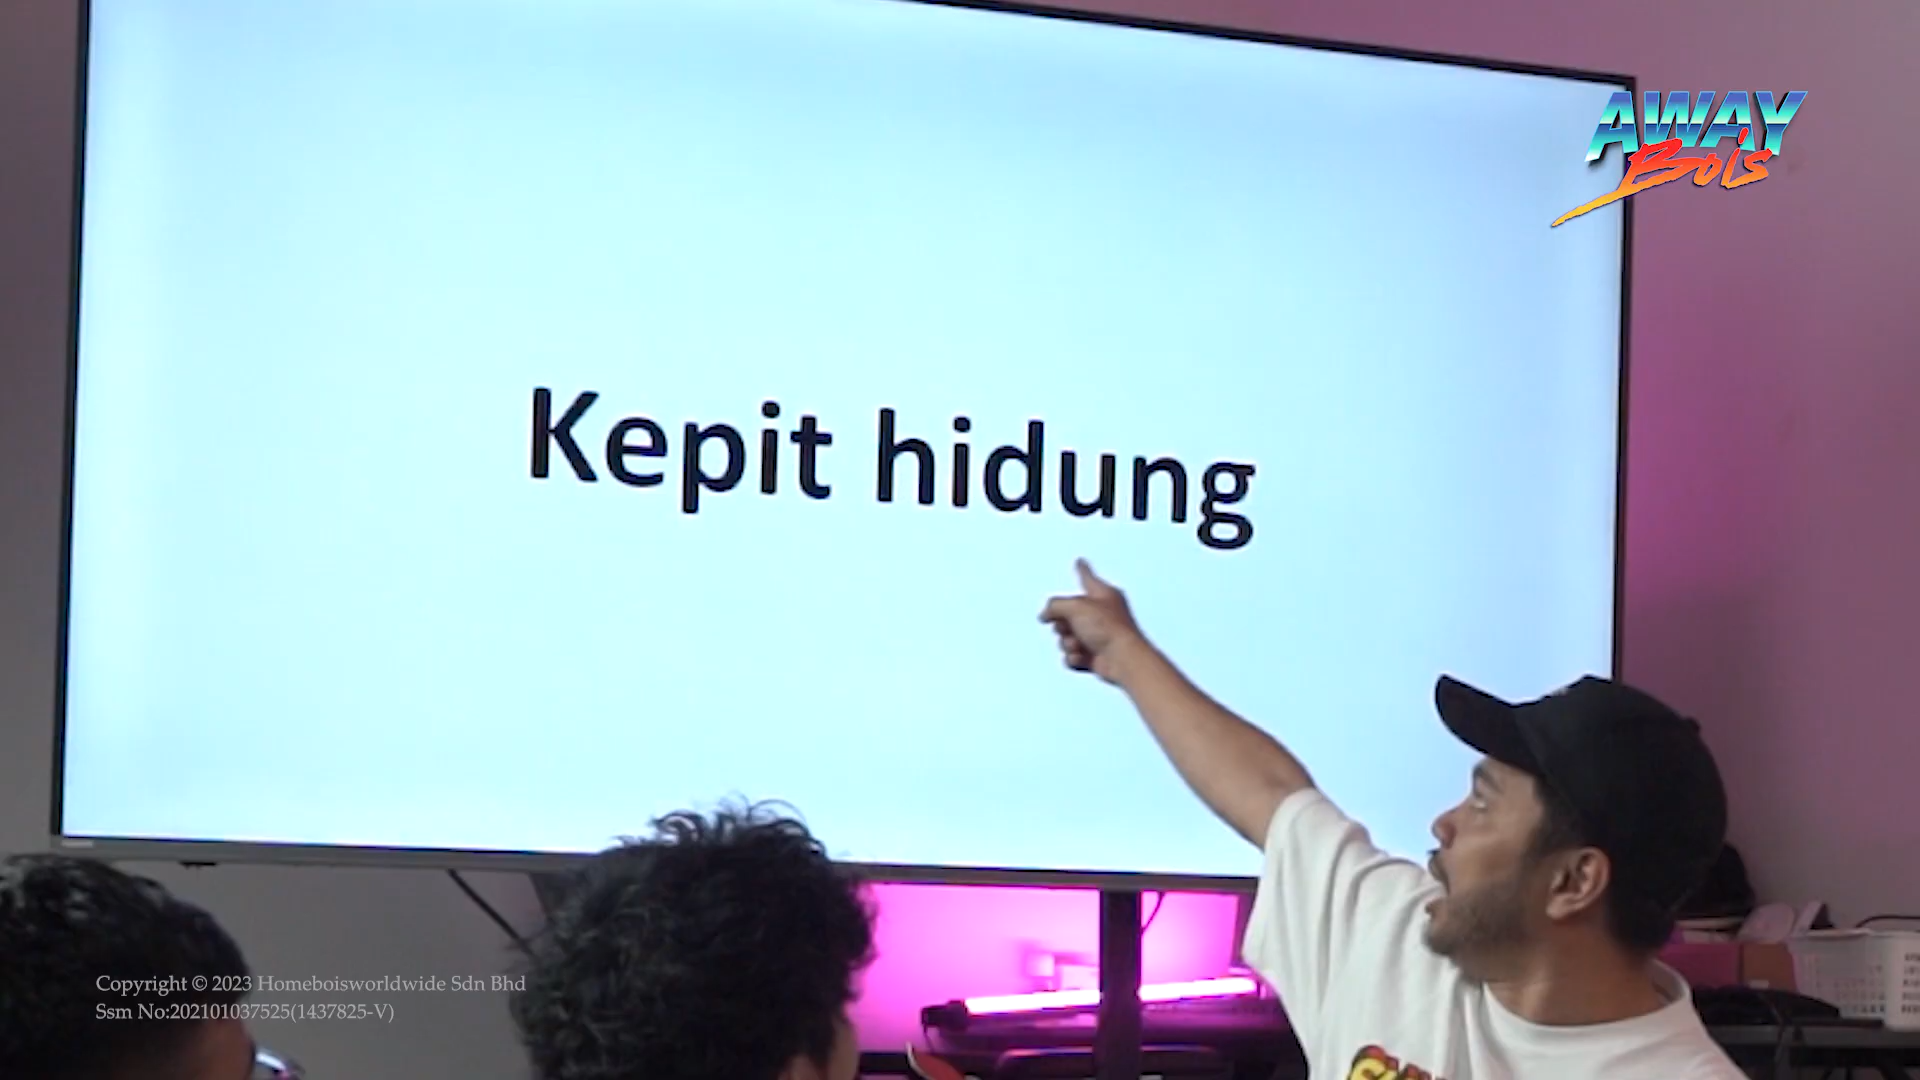 AWAY
Bois
Kepit hidung
Copyright © 2023 Homeboisworldwide Sdn Bhd
Ssm No:202101037525(1437825-V)